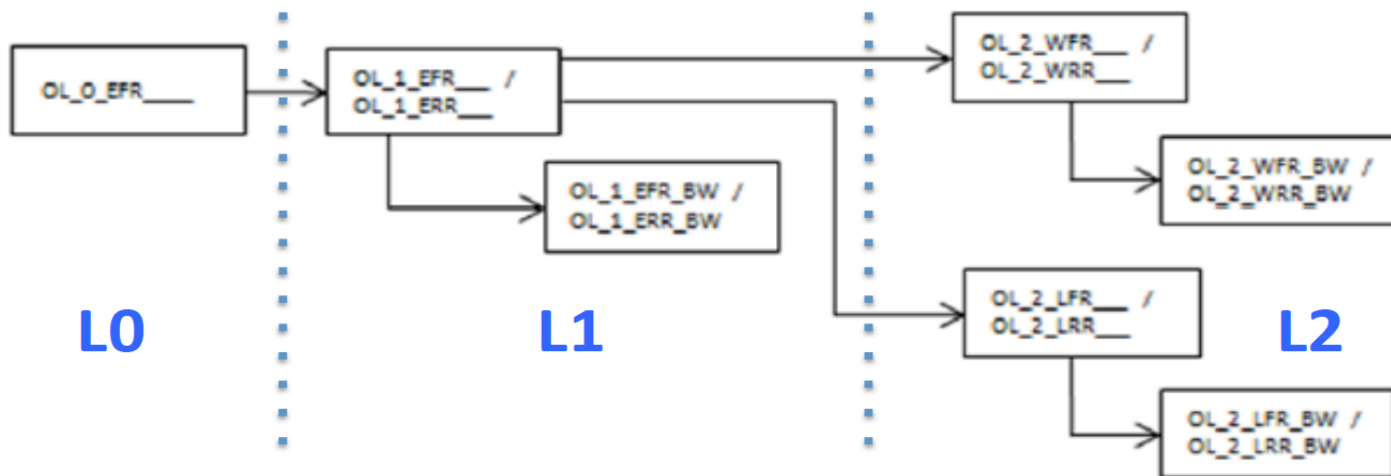 OL_0_EFR____
OL_1_EFR___ /
OL_1_ERR___
OL_1_EFR_BW /
OL_1_ERR_BW
OL_2_WFR___ /
OL_2_WRR___
OL_2_WFR_BW /
OL_2_WRR_BW
OL_2_LFR___ /
OL_2_LRR___
OL_2_LFR_BW /
OL_2_LRR_BW
L0
L1
L2